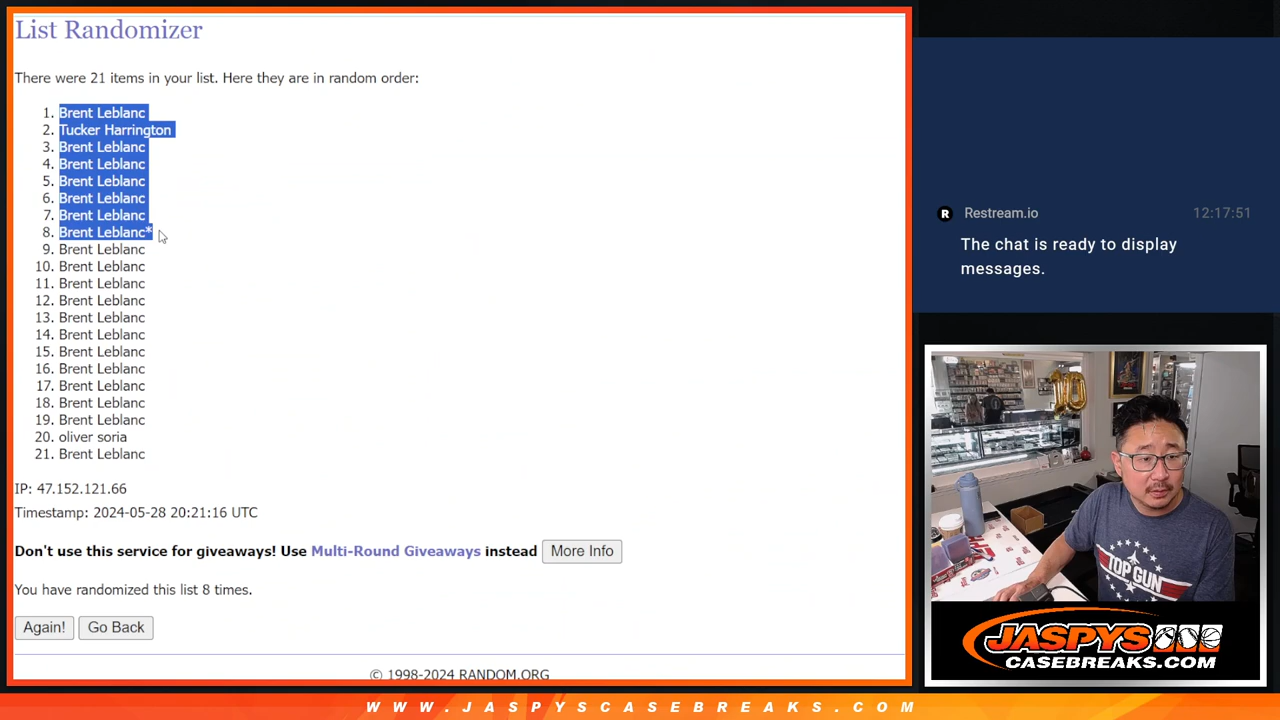 List Randomizer
There were 21 items in your list. Here they are in random order:
1. Brent Leblanc
2. Tucker Harrington
3. Brent Leblanc
4. Brent Leblanc
5. Brent Leblanc
6. Brent Leblanc
7. Brent Leblanc
8. Brent Leblanc*
9. Brent Leblanc
10. Brent Leblanc
11. Brent Leblanc
12. Brent Leblanc
13. Brent Leblanc
14. Brent Leblanc
15. Brent Leblanc
16. Brent Leblanc
17. Brent Leblanc
18. Brent Leblanc
19. Brent Leblanc
20. oliver soria
21. Brent Leblanc
IP: 47.152.121.66
Timestamp: 2024-05-28 20:21:16 UTC
Don't use this service for giveaways! Use Multi-Round Giveaways instead More Info
You have randomized this list 8 times.
Again! Go Back
© 1998-2024 RANDOM.ORG
R Restream.io 12:17:51
The chat is ready to display
messages.
10
TOP GUN
JASPYS
CASEBREAKS.COM
WWW.JASPYSCASEBREAKS.COM